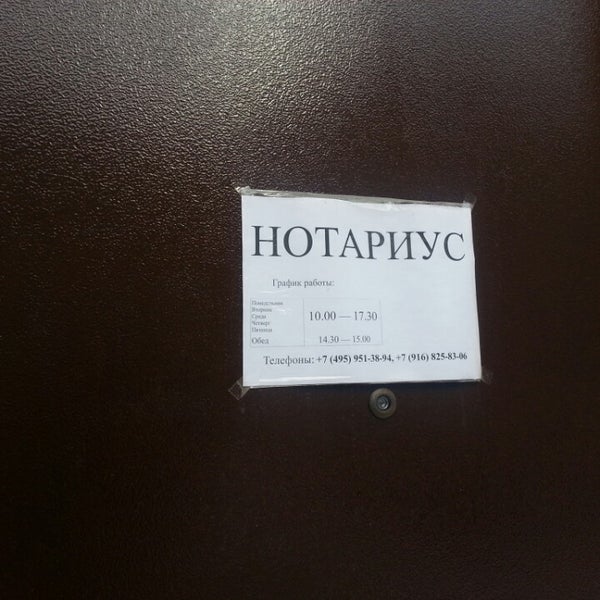 НОТАРИУС
График работы:
Понедельник
Вторник
Среда
Четверг
Пятница
10.00 — 17.30
Обед 14.30 — 15.00
Телефоны: +7 (495) 951-38-94, +7 (916) 825-83-06